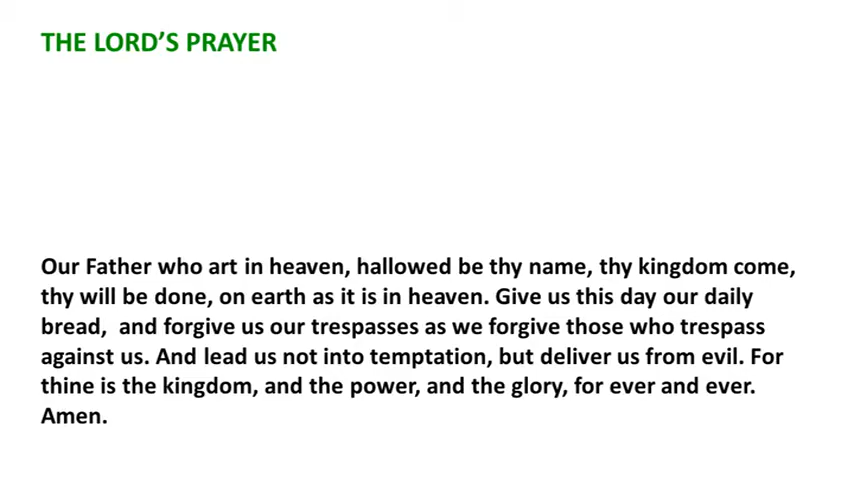 THE LORD’S PRAYER
Our Father who art in heaven, hallowed be thy name, thy kingdom come,
thy will be done, on earth as it is in heaven. Give us this day our daily
bread,  and forgive us our trespasses as we forgive those who trespass
against us. And lead us not into temptation, but deliver us from evil. For
thine is the kingdom, and the power, and the glory, for ever and ever.
Amen.